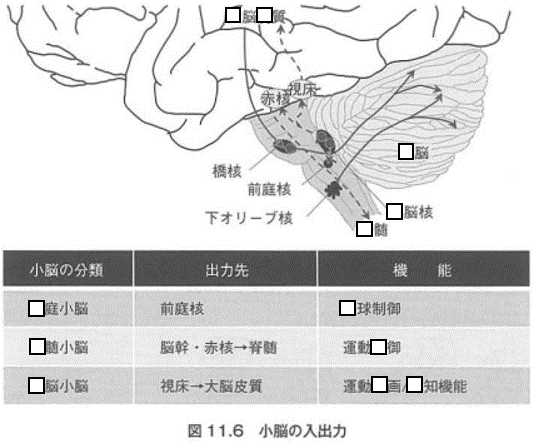 □脳□質
赤核
視床
橋核
前庭核
下オリーブ核
□脳
□脳核
□髄
小脳の分類 出力先 機 能
□庭小脳 前庭核 □球制御
□髄小脳 脳幹・赤核→脊髄 運動□御
□脳小脳 視床→大脳皮質 運動□画/□知機能
図 11.6 小脳の入出力